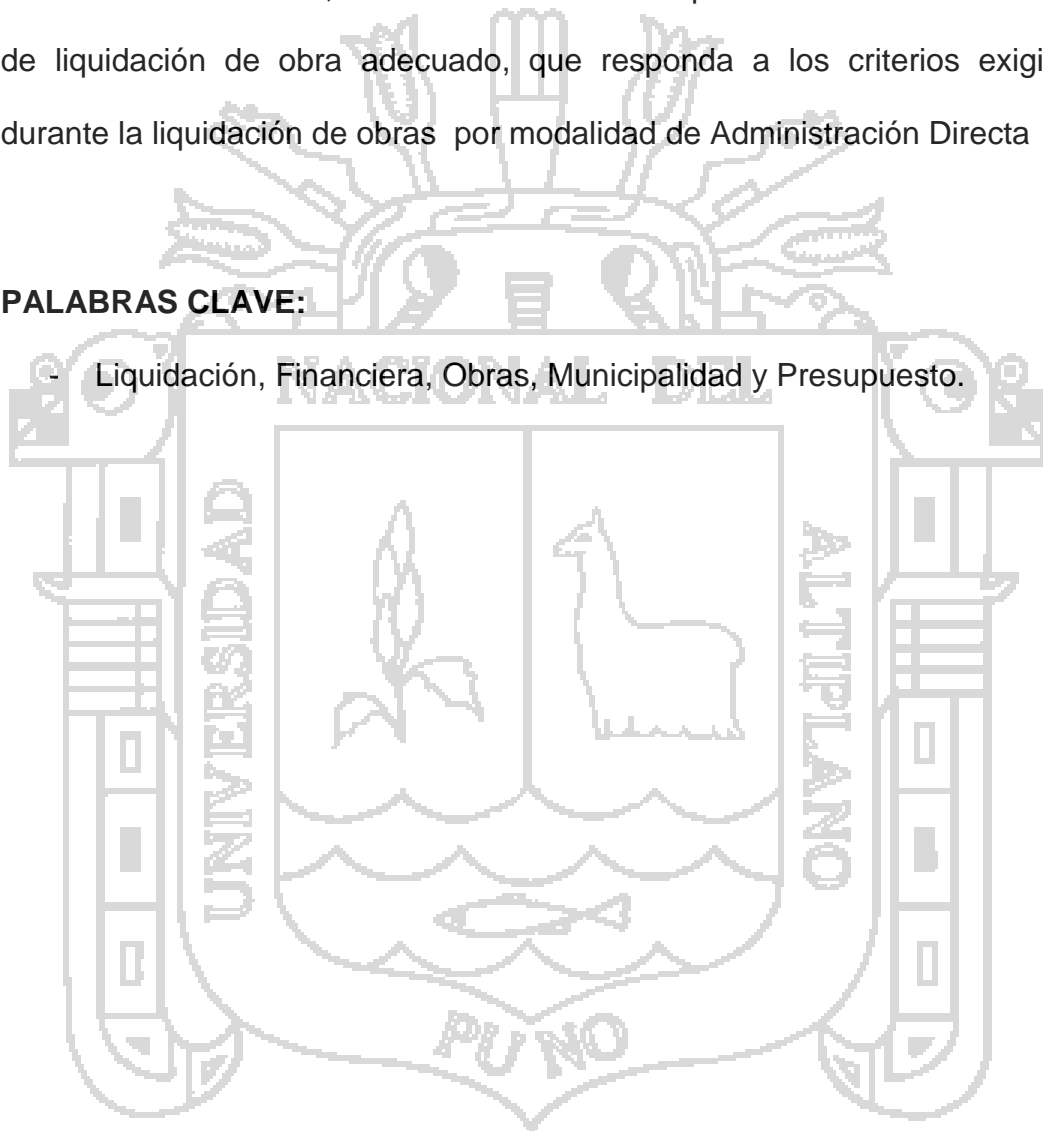 de liquidación de obra adecuado, que responda a los criterios exigi
durante la liquidación de obras por modalidad de Administración Directa
PALABRAS CLAVE:
- Liquidación, Financiera, Obras, Municipalidad y Presupuesto.
NACIONAL DEL
UNIVERSIDAD
ALTIPLANO
PUNO